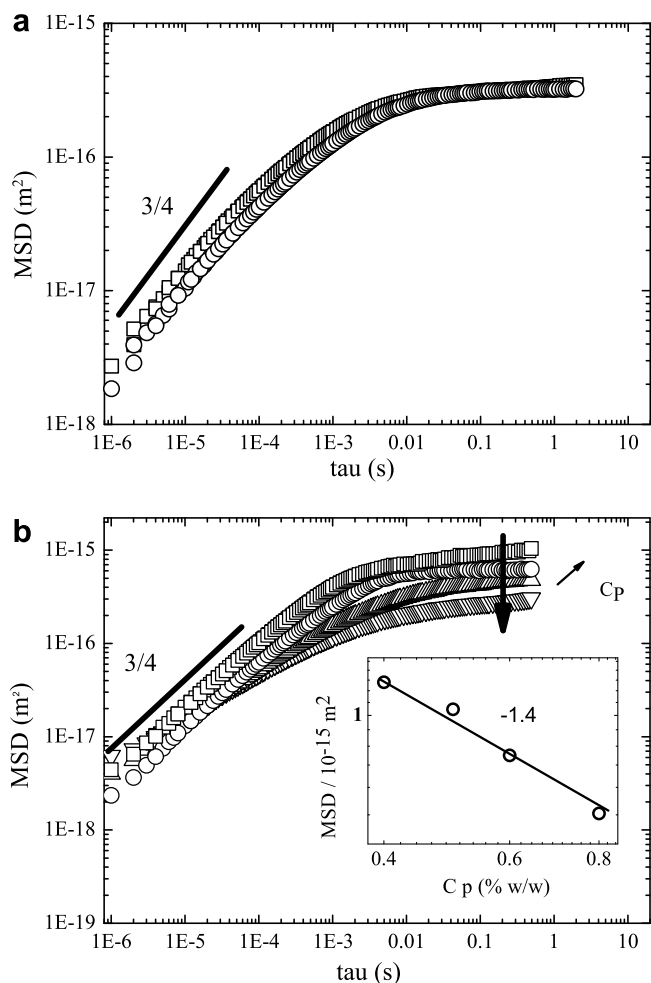 a
1E-15
1E-16
1E-17
1E-18
MSD (m²)
3/4
1E-6 1E-5 1E-4 1E-3 0.01 0.1 1 10
tau (s)
b
1E-15
1E-16
1E-17
1E-18
1E-19
MSD (m²)
3/4
CP
1
MSD / 10⁻¹⁵ m²
-1.4
0.4 0.6 0.8
C p (% w/w)
1E-6 1E-5 1E-4 1E-3 0.01 0.1 1 10
tau (s)